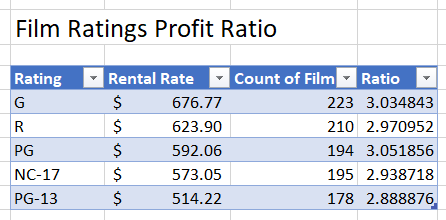 Film Ratings Profit Ratio
Rating Rental Rate Count of Film Ratio
G $ 676.77 223 3.034843
R $ 623.90 210 2.970952
PG $ 592.06 194 3.051856
NC-17 $ 573.05 195 2.938718
PG-13 $ 514.22 178 2.888876